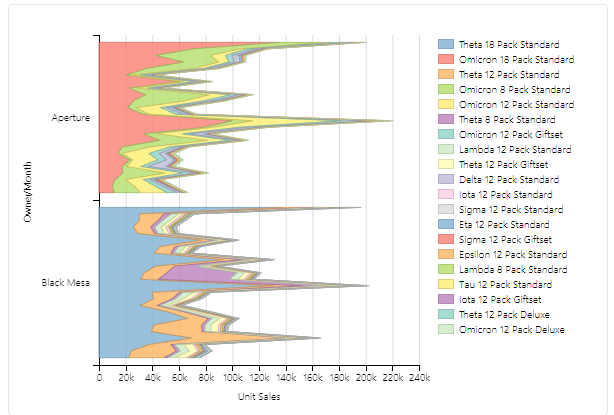 Owner/Month
Aperture
Black Mesa
0
20k
40k
60k
80k
100k
120k
140k
160k
180k
200k
220k
240k
Unit Sales
Theta 18 Pack Standard
Omicron 18 Pack Standard
Theta 12 Pack Standard
Omicron 8 Pack Standard
Omicron 12 Pack Standard
Theta 8 Pack Standard
Omicron 12 Pack Giftset
Lambda 12 Pack Standard
Theta 12 Pack Giftset
Delta 12 Pack Standard
Iota 12 Pack Standard
Sigma 12 Pack Standard
Eta 12 Pack Standard
Sigma 12 Pack Giftset
Epsilon 12 Pack Standard
Lambda 8 Pack Standard
Tau 12 Pack Standard
Iota 12 Pack Giftset
Theta 12 Pack Deluxe
Omicron 12 Pack Deluxe